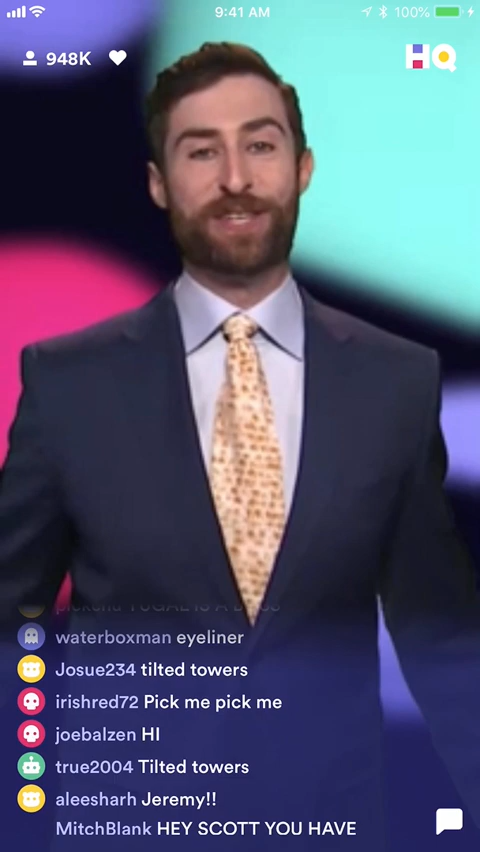 9:41 AM
100%
948K
HQ
waterboxman eyeliner
Josue234 tilted towers
irishred72 Pick me pick me
joebalzen HI
true2004 Tilted towers
aleesharh Jeremy!!
MitchBlank HEY SCOTT YOU HAVE